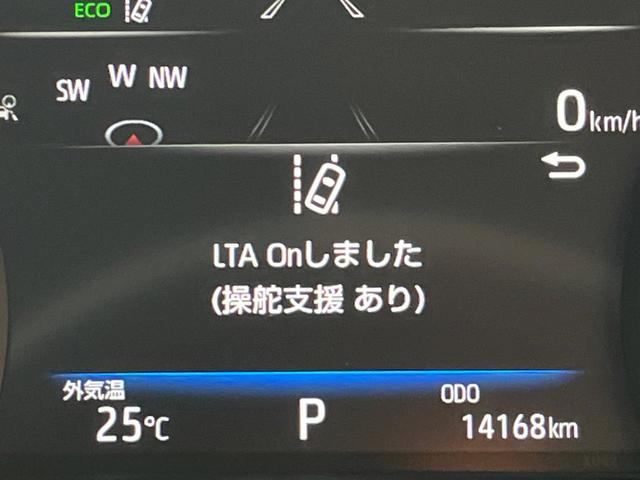 ECO
SW W NW
0km/h
LTA Onしました
(操舵支援 あり)
外気温
25℃
P
ODO
14168km